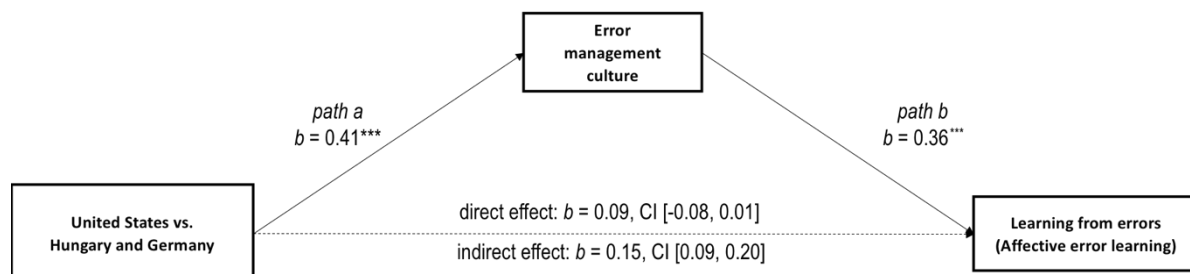 Error
management
culture
path a
b = 0.41***
path b
b = 0.36***
United States vs.
Hungary and Germany
direct effect: b = 0.09, CI [-0.08, 0.01]
indirect effect: b = 0.15, CI [0.09, 0.20]
Learning from errors
(Affective error learning)